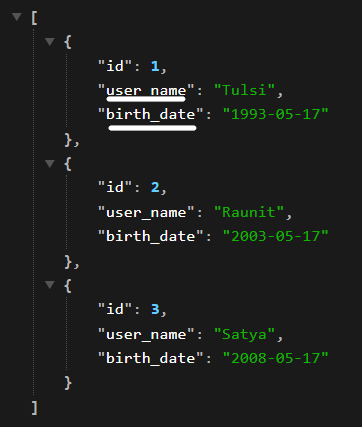 [
{
"id": 1,
"user_name": "Tulsi",
"birth_date": "1993-05-17"
},
{
"id": 2,
"user_name": "Raunit",
"birth_date": "2003-05-17"
},
{
"id": 3,
"user_name": "Satya",
"birth_date": "2008-05-17"
}
]